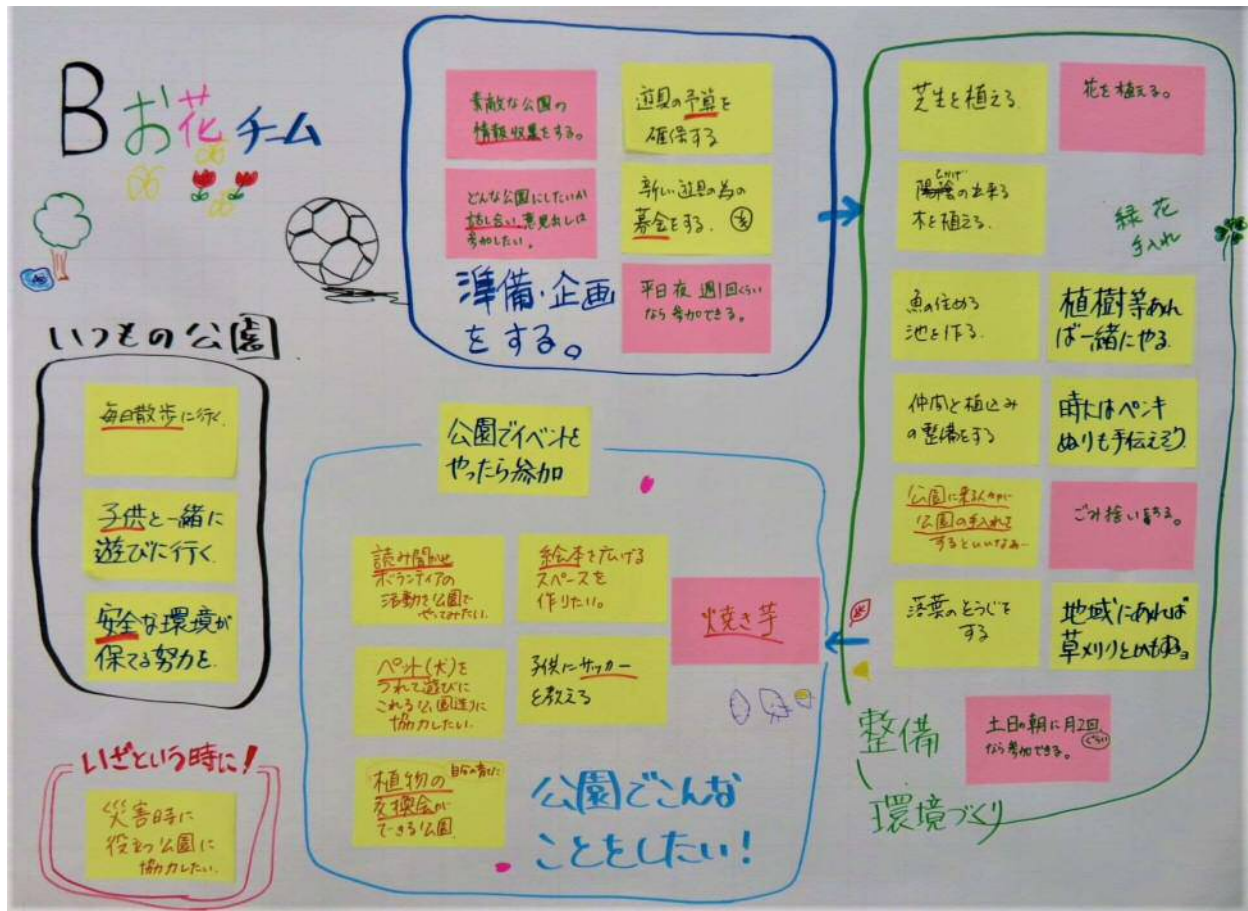 Bお花チーム
準備・企画
をする。
素敵な公園の
情報収集をする。
遊具の予算を
確保する
どんな公園にしたいか
話し合い、意見出しは
参加したい。
新しい遊具の為の
募金をする。
平日夜 週1回くらい
なら参加できる。
芝生を植える.
花を植える。
ひかげ
の出来る
木を植える.
緑花
手入れ
魚の住める
池を作る.
植樹等あれ
ば一緒にやる.
仲間と植込み
の整備をする
時にはペンキ
ぬりも手伝えそう
公園に来る人が
公園の手入れを
するといいなぁー
ごみ拾いする。
落葉のそうじを
する
地域にあれば
草メリリとかもする
整備
環境づくり
土日の朝に月2回
ぐらい
なら参加できる。
いつもの公園
毎日散歩に行く.
子供と一緒に
遊びに行く.
安全な環境が
保てる努力を.
いざという時に!
災害時に
役立つ公園に
協力したい.
公園でイベントを
やったら参加
読み聞かせ
ボランティアの
活動を公園で
やってみたい.
絵本を広げる
スペースを
作りたい。
焼き芋
ペット(犬)を
つれて遊びに
これる公園造りに
協力したい.
子供にサッカー
を教える
自分の育てた
植物の
交換会が
できる公園
公園でこんな
ことをしたい!